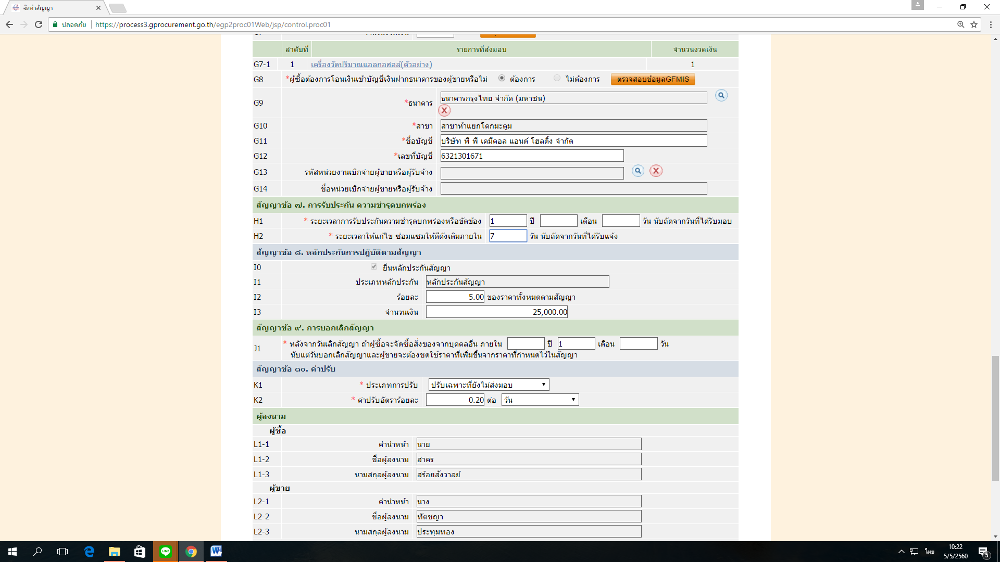 จัดทำสัญญา
ปลอดภัย https://process3.gprocurement.go.th/egp2proc01Web/jsp/control.proc01
ลำดับที่ รายการที่ส่งมอบ จำนวนงวดเงิน
G7-1 1 เครื่องวัดปริมาณแอลกอฮอล์(ตัวอย่าง) 1
G8 *ผู้ซื้อต้องการโอนเงินเข้าบัญชีเงินฝากธนาคารของผู้ขายหรือไม่ ต้องการ ไม่ต้องการ ตรวจสอบข้อมูลGFMIS
G9 *ธนาคาร ธนาคารกรุงไทย จำกัด (มหาชน)
G10 *สาขา สาขาห้าแยกโคกมะตูม
G11 *ชื่อบัญชี บริษัท พี พี เคมีคอล แอนด์ โฮลดิ้ง จำกัด
G12 *เลขที่บัญชี 6321301671
G13 รหัสหน่วยงานเบิกจ่ายผู้ขายหรือผู้รับจ้าง
G14 ชื่อหน่วยเบิกจ่ายผู้ขายหรือผู้รับจ้าง
สัญญาข้อ ๗. การรับประกัน ความชำรุดบกพร่อง
H1 * ระยะเวลาการรับประกันความชำรุดบกพร่องหรือขัดข้อง 1 ปี เดือน วัน นับถัดจากวันที่ได้รับมอบ
H2 * ระยะเวลาให้แก้ไข ซ่อมแซมให้ดีดังเดิมภายใน 7 วัน นับถัดจากวันที่ได้รับแจ้ง
สัญญาข้อ ๘. หลักประกันการปฏิบัติตามสัญญา
I0 ยื่นหลักประกันสัญญา
I1 ประเภทหลักประกัน หลักประกันสัญญา
I2 ร้อยละ 5.00 ของราคาทั้งหมดตามสัญญา
I3 จำนวนเงิน 25,000.00
สัญญาข้อ ๙. การบอกเลิกสัญญา
J1 * หลังจากวันเลิกสัญญา ถ้าผู้ซื้อจะจัดซื้อสิ่งของจากบุคคลอื่น ภายใน ปี 1 เดือน วัน
นับแต่วันบอกเลิกสัญญาและผู้ขายจะต้องชดใช้ราคาที่เพิ่มขึ้นจากราคาที่กำหนดไว้ในสัญญา
สัญญาข้อ ๑๐. ค่าปรับ
K1 * ประเภทการปรับ ปรับเฉพาะที่ยังไม่ส่งมอบ
K2 * ค่าปรับอัตราร้อยละ 0.20 ต่อ วัน
ผู้ลงนาม
ผู้ซื้อ
L1-1 คำนำหน้า นาย
L1-2 ชื่อผู้ลงนาม สาคร
L1-3 นามสกุลผู้ลงนาม สร้อยสังวาลย์
ผู้ขาย
L2-1 คำนำหน้า นาง
L2-2 ชื่อผู้ลงนาม ทัตชญา
L2-3 นามสกุลผู้ลงนาม ประทุมทอง
LINE
ไทย
10:22
5/5/2560
5